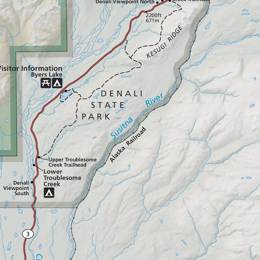 Denali Viewpoint North
2200ft
671m
KESUGI RIDGE
Visitor Information
Byers Lake
DENALI
STATE
PARK
Susitna River
Alaska Railroad
Upper Troublesome
Creek Trailhead
Lower
Troublesome
Creek
Denali
Viewpoint
South
3